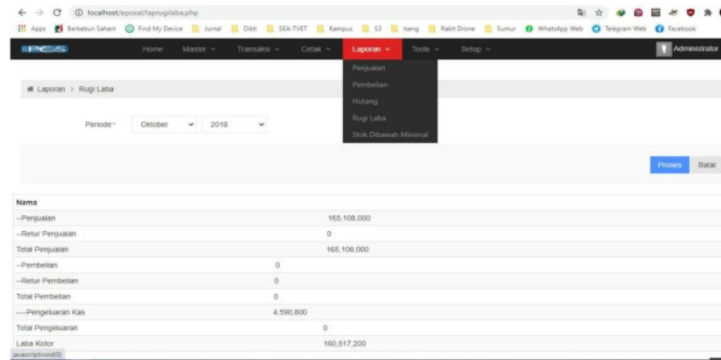 localhost/eposal/laprugilaba.php
Apps Berkebun Saham Find My Device Jurnal Dikti SEA-TVET Kampus S3 Iseng Rakit Drone Sumur WhatsApp Web Telegram Web Facebook
IPCS Home Master Transaksi Cetak Laporan Tools Setup Administrator
Penjualan
Pembelian
Hutang
Rugi Laba
Stok Dibawah Minimal
Laporan > Rugi Laba
Periode* Oktober 2018
Proses Batal
Nama
--Penjualan 165,108,000
--Retur Penjualan 0
Total Penjualan 165,108,000
--Pembelian 0
--Retur Pembelian 0
Total Pembelian 0
----Pengeluaran Kas 4,590,800
Total Pengeluaran 0
Laba Kotor 160,517,200
javascript:void(0)